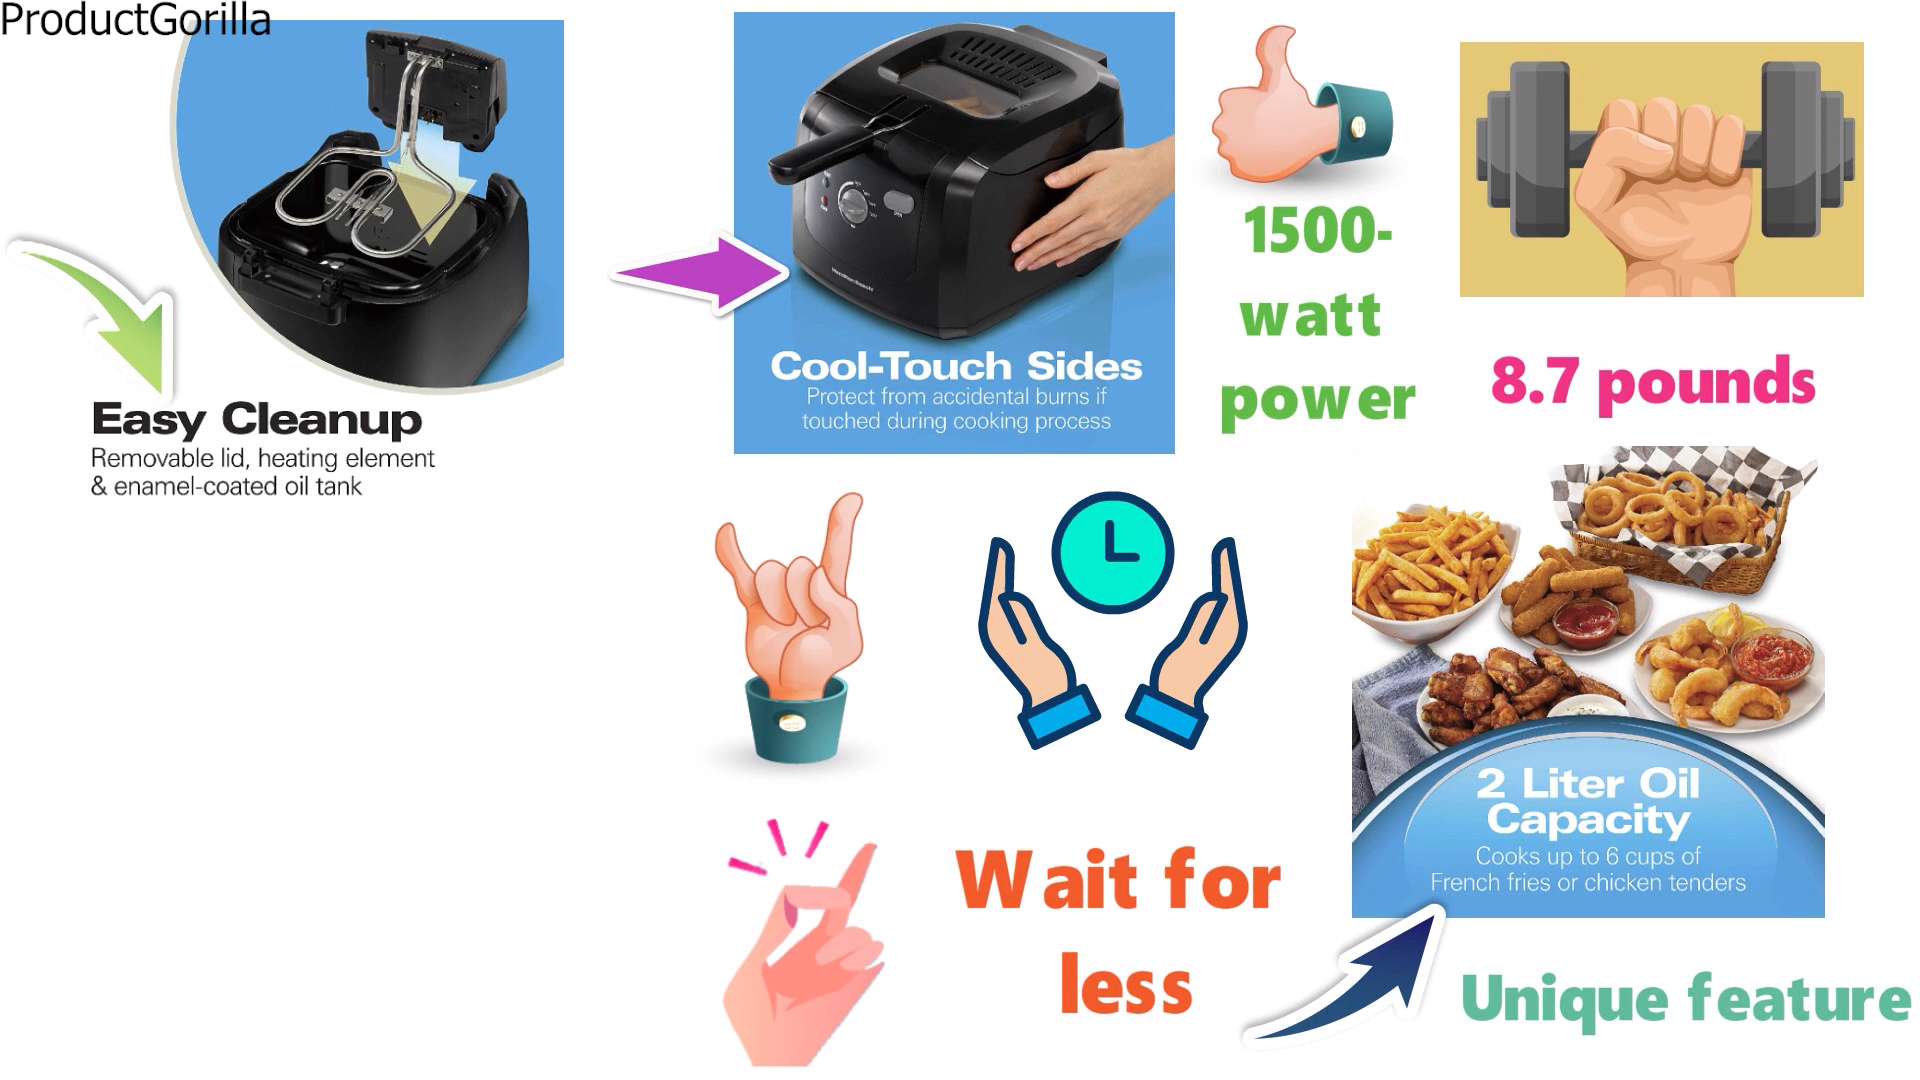 ProductGorilla
Easy Cleanup
Removable lid, heating element
& enamel-coated oil tank
Cool-Touch Sides
Protect from accidental burns if
touched during cooking process
1500-
watt
power
8.7 pounds
Wait for
less
2 Liter Oil
Capacity
Cooks up to 6 cups of
French fries or chicken tenders
Unique feature